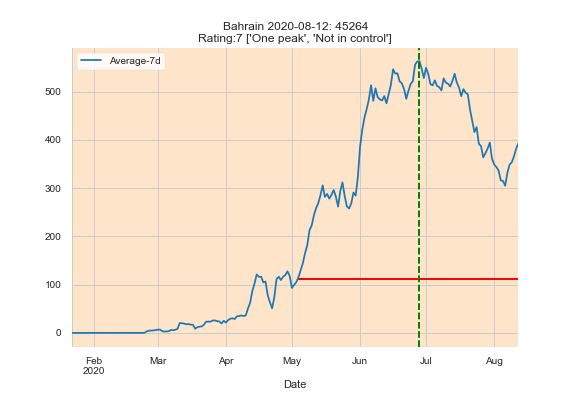 Bahrain 2020-08-12: 45264
Rating:7 ['One peak', 'Not in control']
Average-7d
500
400
300
200
100
0
Feb Mar Apr May Jun Jul Aug
2020
Date